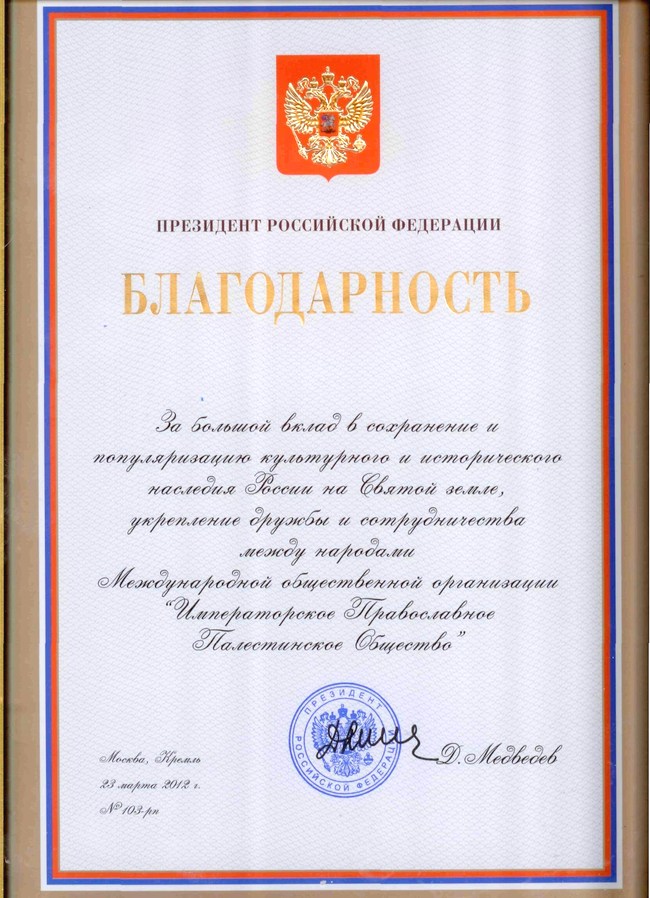 ПРЕЗИДЕНТ РОССИЙСКОЙ ФЕДЕРАЦИИ
БЛАГОДАРНОСТЬ
За большой вклад в сохранение и
популяризацию культурного и исторического
наследия России на Святой земле,
укрепление дружбы и сотрудничества
между народами
Международной общественной организации
“Императорское Православное
Палестинское Общество”
ПРЕЗИДЕНТ
РОССИЙСКОЙ ФЕДЕРАЦИИ
Д. Медведев
Москва, Кремль
23 марта 2012 г.
№ 103-рп